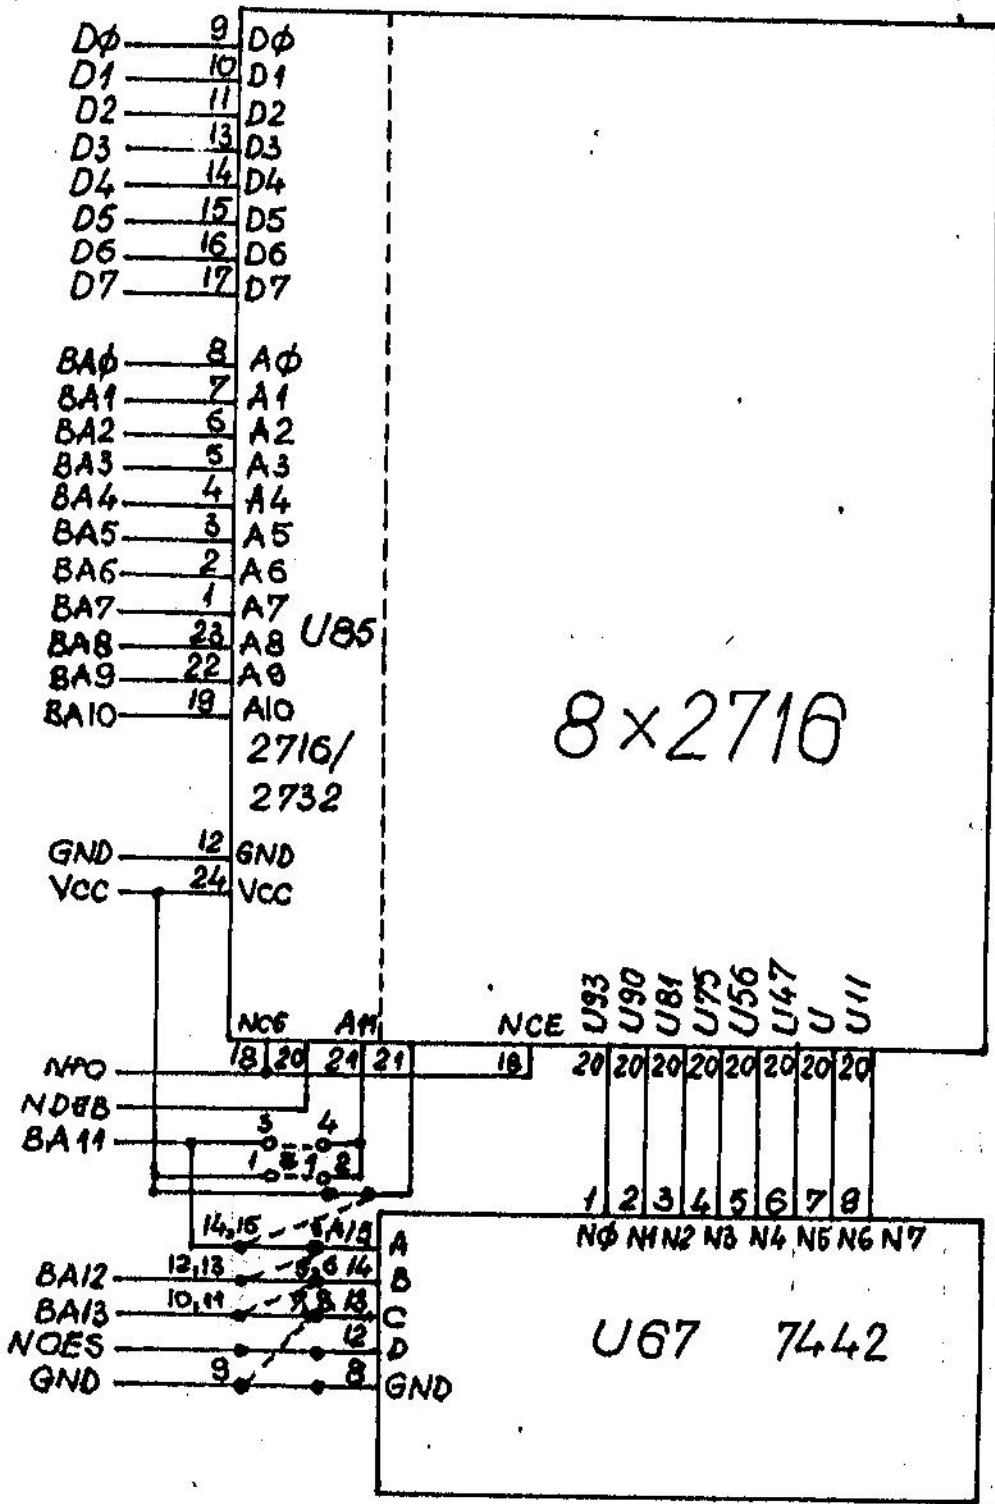 DØ 9 DØ
D1 10 D1
D2 11 D2
D3 13 D3
D4 14 D4
D5 15 D5
D6 16 D6
D7 17 D7
BAØ 8 AØ
BA1 7 A1
BA2 6 A2
BA3 5 A3
BA4 4 A4
BA5 3 A5
BA6 2 A6
BA7 1 A7
U85
BA8 23 A8
BA9 22 A9
BA10 19 A10
8×2716
2716/
2732
GND 12 GND
VCC 24 VCC
U93 U90 U81 U75 U56 U47 U U11
A11 NCE
18 20 21 21 18 20 20 20 20 20 20 20 20
NPO
BA11 3 4
1 2
1 2 3 4 5 6 7 8
NØ N1 N2 N3 N4 N5 N6 N7
14,15 A
BA12 12,13 5,6 14 B
BA13 10,11 13 C
NOES 12 D
GND 9 8 GND
U67 7442